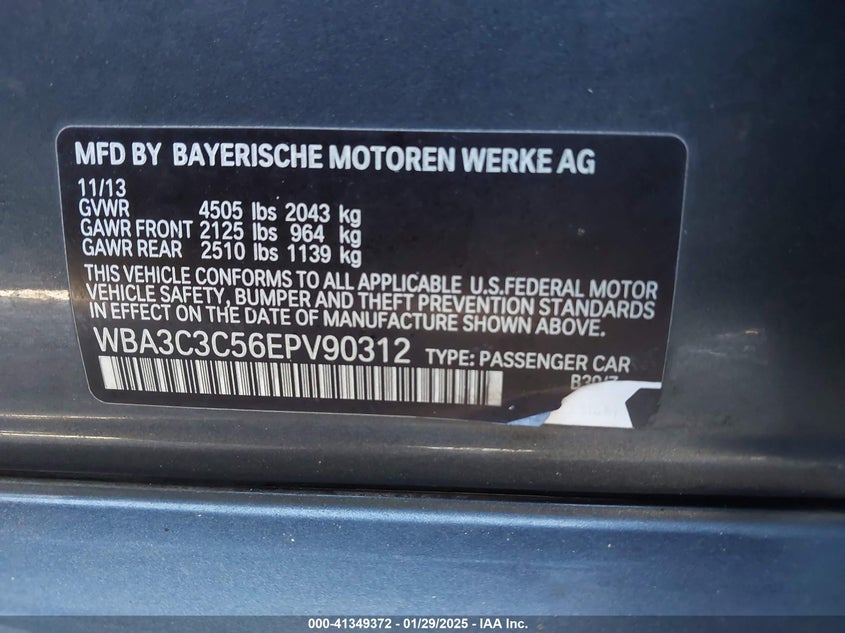 MFD BY BAYERISCHE MOTOREN WERKE AG
11/13
GVWR 4505 lbs 2043 kg
GAWR FRONT 2125 lbs 964 kg
GAWR REAR 2510 lbs 1139 kg
THIS VEHICLE CONFORMS TO ALL APPLICABLE U.S.FEDERAL MOTOR
VEHICLE SAFETY, BUMPER AND THEFT PREVENTION STANDARDS
IN EFFECT ON THE DATE OF MANUFACTURE SHOWN ABOVE.
WBA3C3C56EPV90312 TYPE: PASSENGER CAR
000-41349372 | 01/29/2025 - IAA Inc.